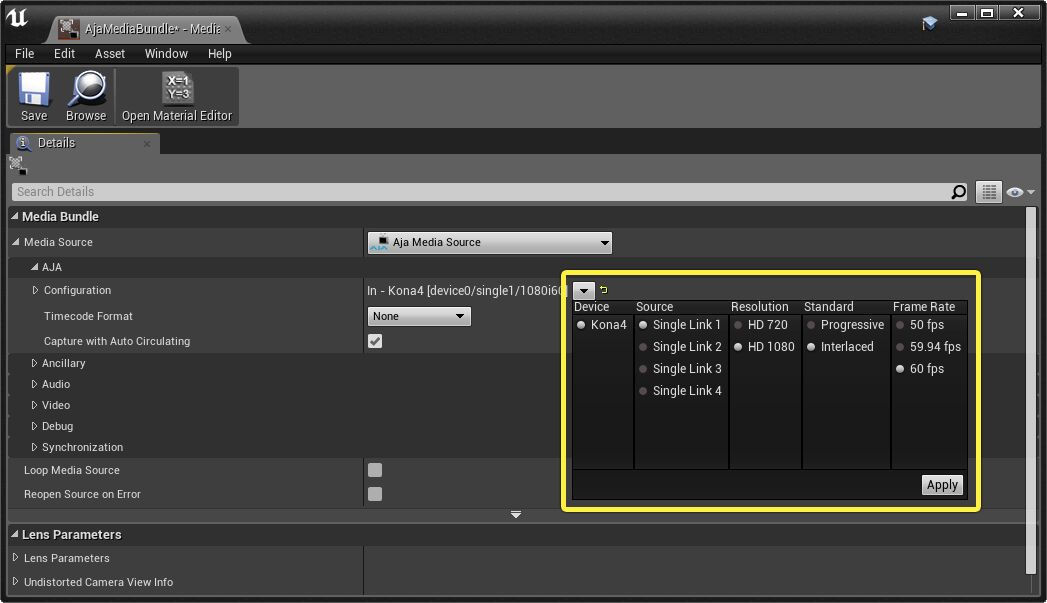 AjaMediaBundle* - Media
File Edit Asset Window Help
X=1
Y=3
Save Browse Open Material Editor
Details
Search Details
Media Bundle
Media Source Aja Media Source
AJA
Configuration In - Kona4 [device0/single1/1080i60]
Timecode Format None
Capture with Auto Circulating
Device Source Resolution Standard Frame Rate
Kona4 Single Link 1 HD 720 Progressive 50 fps
Single Link 2 HD 1080 Interlaced 59.94 fps
Single Link 3 60 fps
Single Link 4
Apply
Ancillary
Audio
Video
Debug
Synchronization
Loop Media Source
Reopen Source on Error
Lens Parameters
Lens Parameters
Undistorted Camera View Info